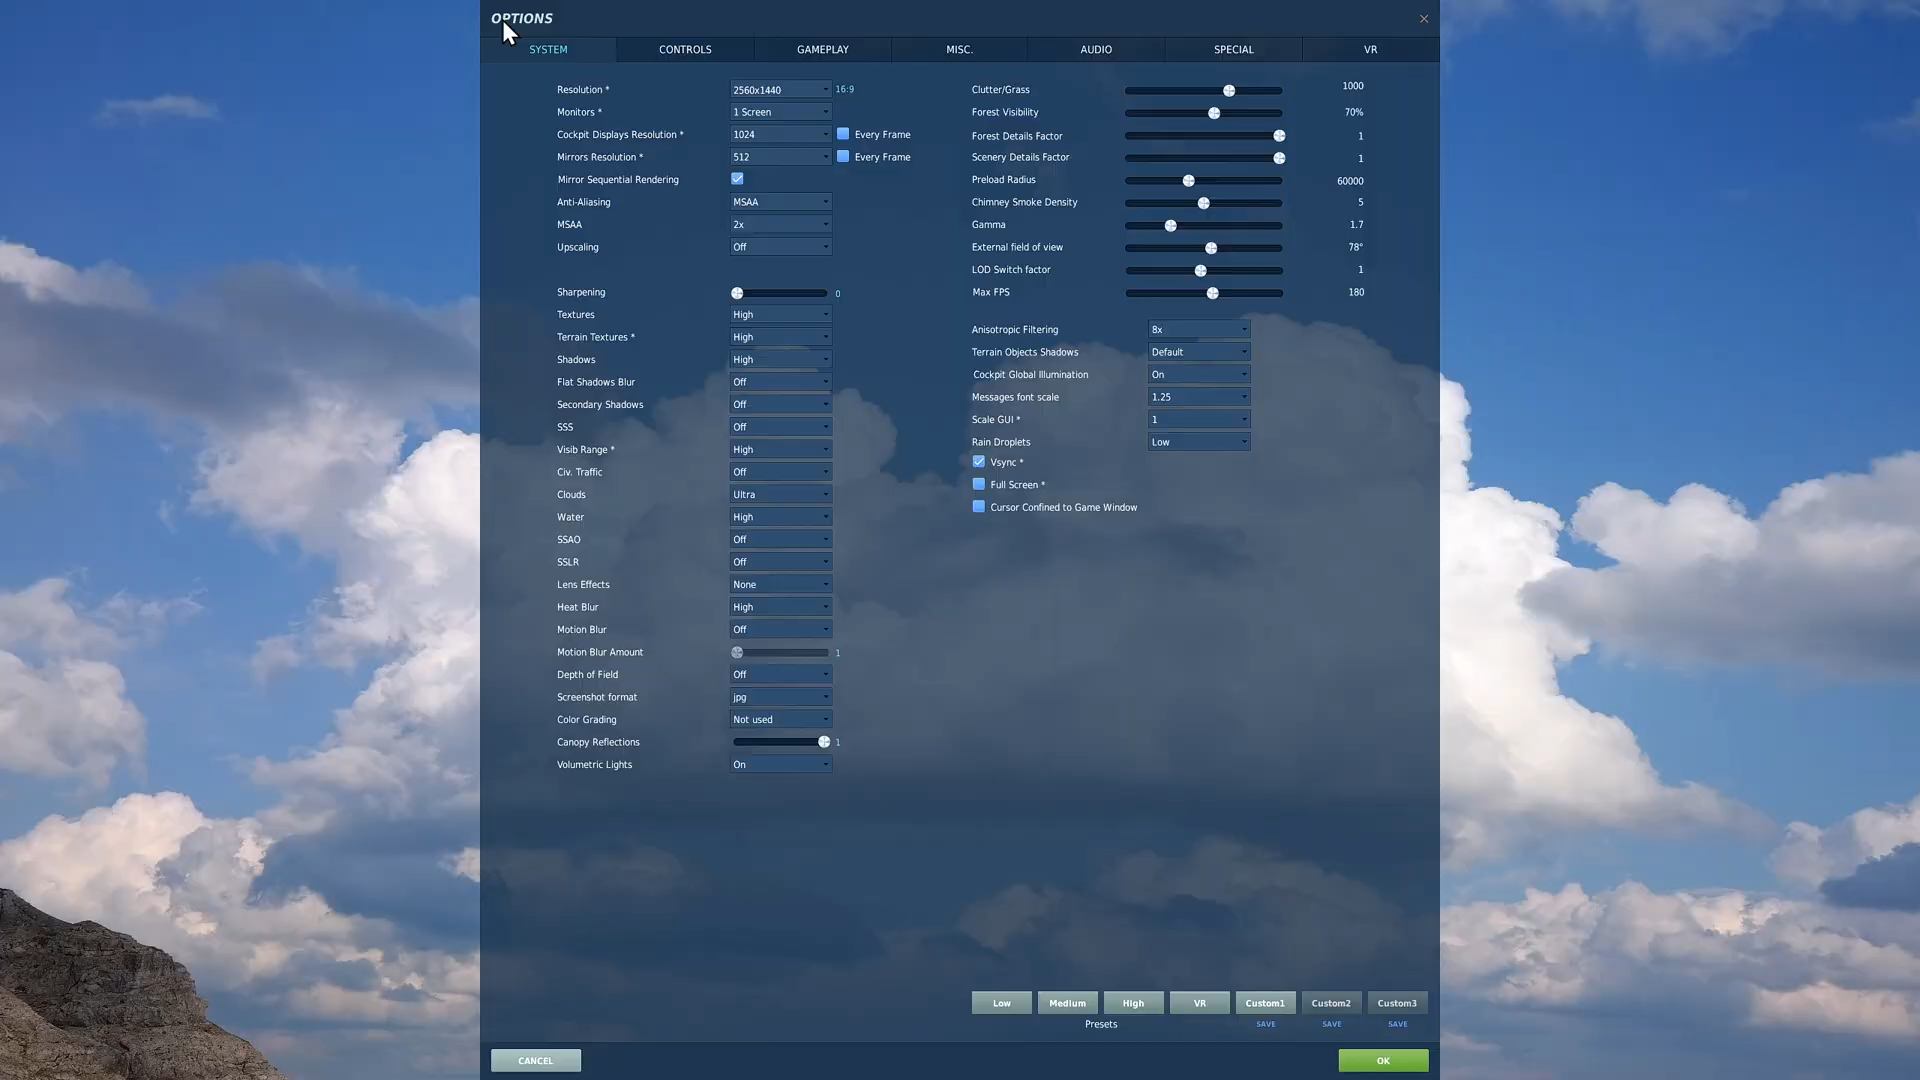 OPTIONS
SYSTEM CONTROLS GAMEPLAY MISC. AUDIO SPECIAL VR
Resolution * 2560x1440 16:9
Monitors * 1 Screen
Cockpit Displays Resolution * 1024 Every Frame
Mirrors Resolution * 512 Every Frame
Mirror Sequential Rendering
Anti-Aliasing MSAA
MSAA 2x
Upscaling Off
Sharpening 0
Textures High
Terrain Textures * High
Shadows High
Flat Shadows Blur Off
Secondary Shadows Off
SSS Off
Visib Range * High
Civ. Traffic Off
Clouds Ultra
Water High
SSAO Off
SSLR Off
Lens Effects None
Heat Blur High
Motion Blur Off
Motion Blur Amount 1
Depth of Field Off
Screenshot format jpg
Color Grading Not used
Canopy Reflections 1
Volumetric Lights On
Clutter/Grass 1000
Forest Visibility 70%
Forest Details Factor 1
Scenery Details Factor 1
Preload Radius 60000
Chimney Smoke Density 5
Gamma 1.7
External field of view 78°
LOD Switch factor 1
Max FPS 180
Anisotropic Filtering 8x
Terrain Objects Shadows Default
Cockpit Global Illumination On
Messages font scale 1.25
Scale GUI * 1
Rain Droplets Low
Vsync *
Full Screen *
Cursor Confined to Game Window
Low Medium High VR Custom1 Custom2 Custom3
Presets SAVE SAVE SAVE
CANCEL OK